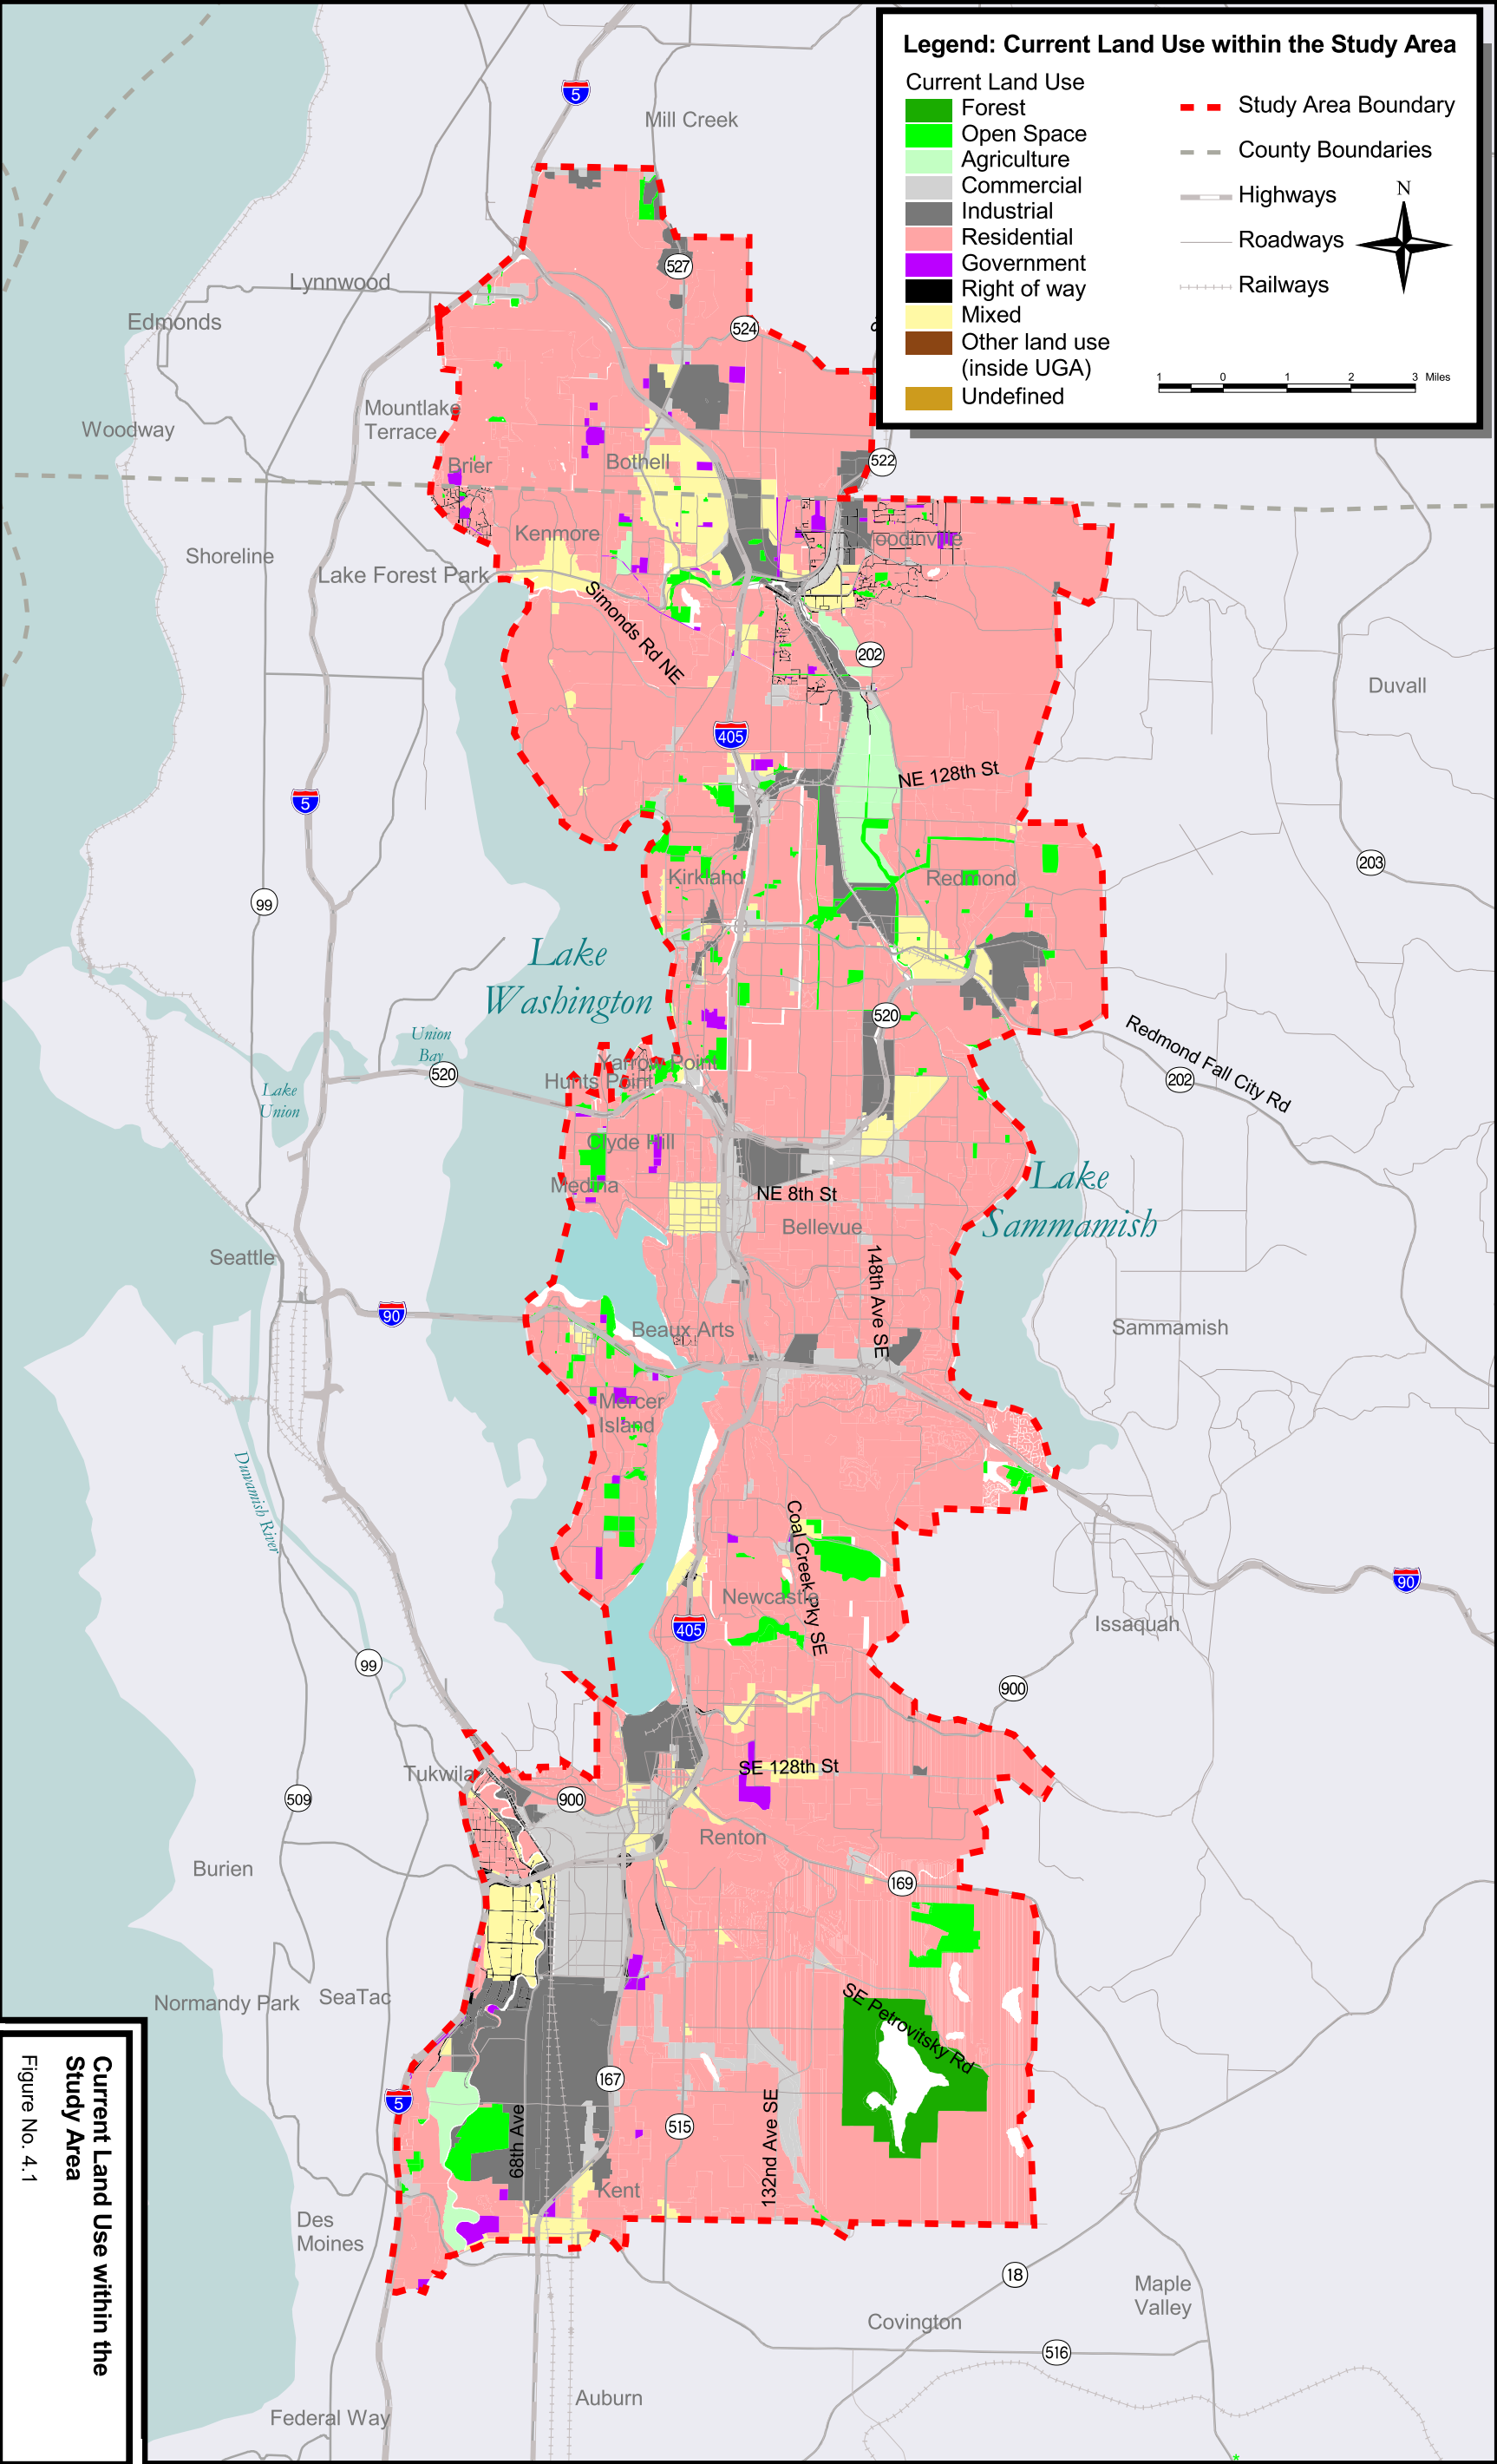 Legend: Current Land Use within the Study Area
Current Land Use
Forest
Open Space
Agriculture
Commercial
Industrial
Residential
Government
Right of way
Mixed
Other land use
(inside UGA)
Undefined
Study Area Boundary
County Boundaries
Highways
Roadways
Railways
N
1 0 1 2 3 Miles
5
Mill Creek
527
Lynnwood
Edmonds
524
Mountlake
Terrace
Woodway
Brier
Bothell
522
Kenmore
Woodinville
Shoreline
Lake Forest Park
Simonds Rd NE
202
Duvall
405
NE 128th St
5
203
Kirkland
Redmond
99
Lake
Washington
520
Union
Bay
Redmond Fall City Rd
Yarrow Point
520
Hunts Point
202
Lake
Union
Clyde Hill
Medina
NE 8th St
Lake
Sammamish
Bellevue
Seattle
148th Ave SE
90
Beaux Arts
Sammamish
Mercer
Island
Duwamish River
Coal Creek Pky SE
90
Newcastle
Issaquah
405
99
900
SE 128th St
Tukwila
509
900
Renton
Burien
169
SE Petrovitsky Rd
Normandy Park
SeaTac
167
5
68th Ave
515
132nd Ave SE
Kent
Des
Moines
18
Maple
Valley
Covington
516
Auburn
Federal Way
Current Land Use within the
Study Area
Figure No. 4.1